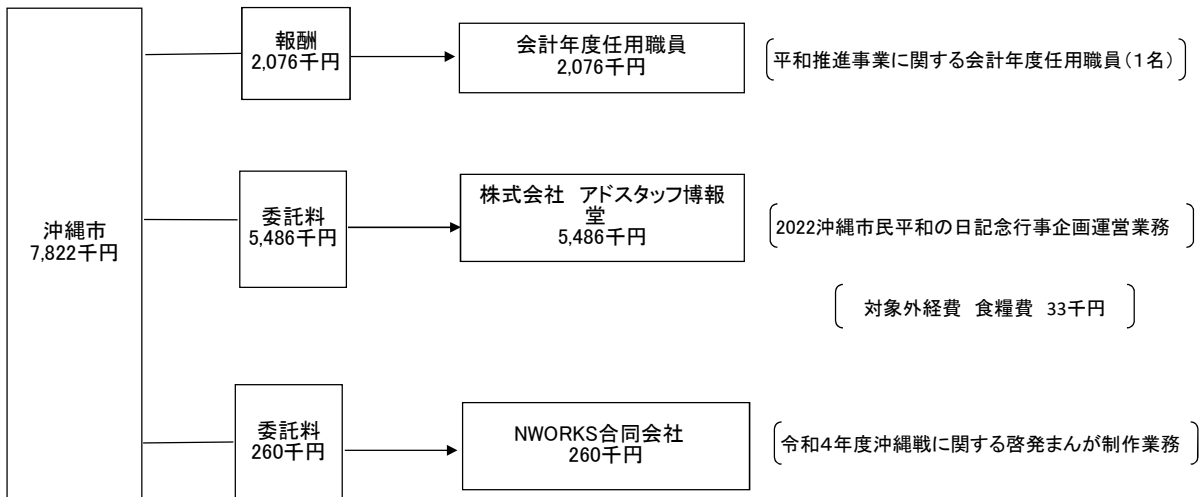 報酬
2,076千円
会計年度任用職員
2,076千円
平和推進事業に関する会計年度任用職員(１名)
沖縄市
7,822千円
委託料
5,486千円
株式会社　アドスタッフ博報
堂
5,486千円
2022沖縄市民平和の日記念行事企画運営業務
対象外経費　食糧費　33千円
委託料
260千円
NWORKS合同会社
260千円
令和４年度沖縄戦に関する啓発まんが制作業務